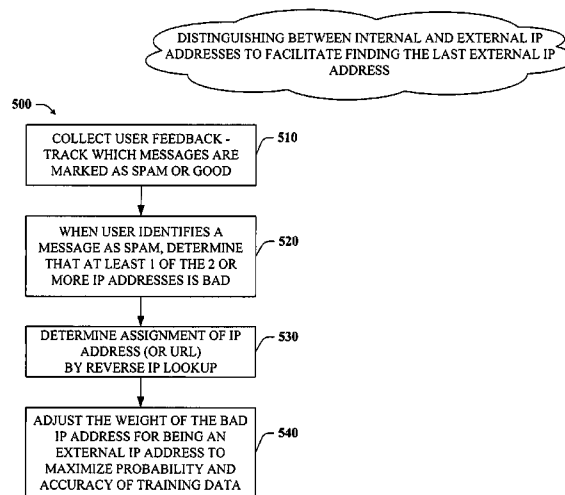 DISTINGUISHING BETWEEN INTERNAL AND EXTERNAL IP
ADDRESSES TO FACILITATE FINDING THE LAST EXTERNAL IP
ADDRESS
500
COLLECT USER FEEDBACK -
TRACK WHICH MESSAGES ARE
MARKED AS SPAM OR GOOD
510
WHEN USER IDENTIFIES A
MESSAGE AS SPAM, DETERMINE
THAT AT LEAST 1 OF THE 2 OR
MORE IP ADDRESSES IS BAD
520
DETERMINE ASSIGNMENT OF IP
ADDRESS (OR URL)
BY REVERSE IP LOOKUP
530
ADJUST THE WEIGHT OF THE BAD
IP ADDRESS FOR BEING AN
EXTERNAL IP ADDRESS TO
MAXIMIZE PROBABILITY AND
ACCURACY OF TRAINING DATA
540